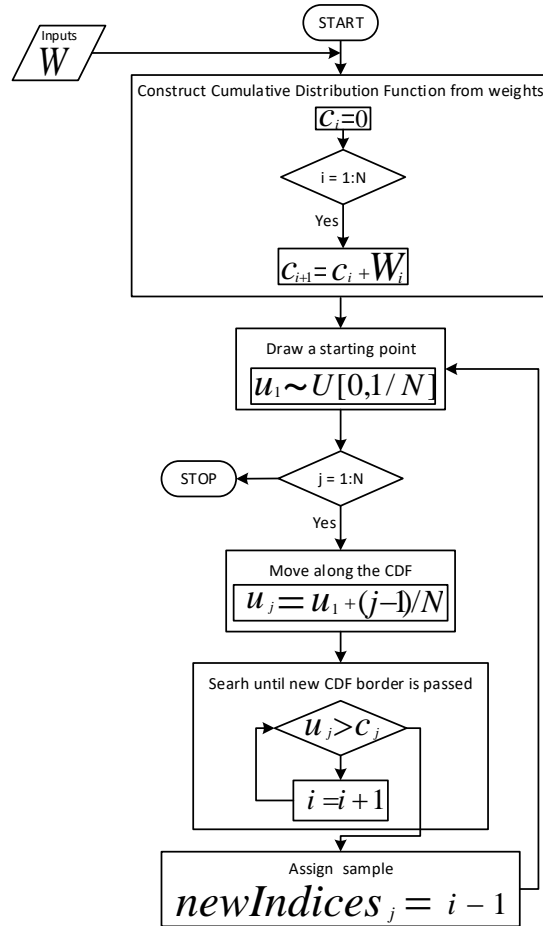 START
Inputs
W
Construct Cumulative Distribution Function from weights
c_i=0
i = 1:N
Yes
c_{i+1}= c_i + W_i
Draw a starting point
u_1 ~ U[0,1/N]
j = 1:N
STOP
Yes
Move along the CDF
u_j = u_1 + (j−1)/N
Searh until new CDF border is passed
u_j>c_j
i = i + 1
Assign sample
newIndices_j = i − 1